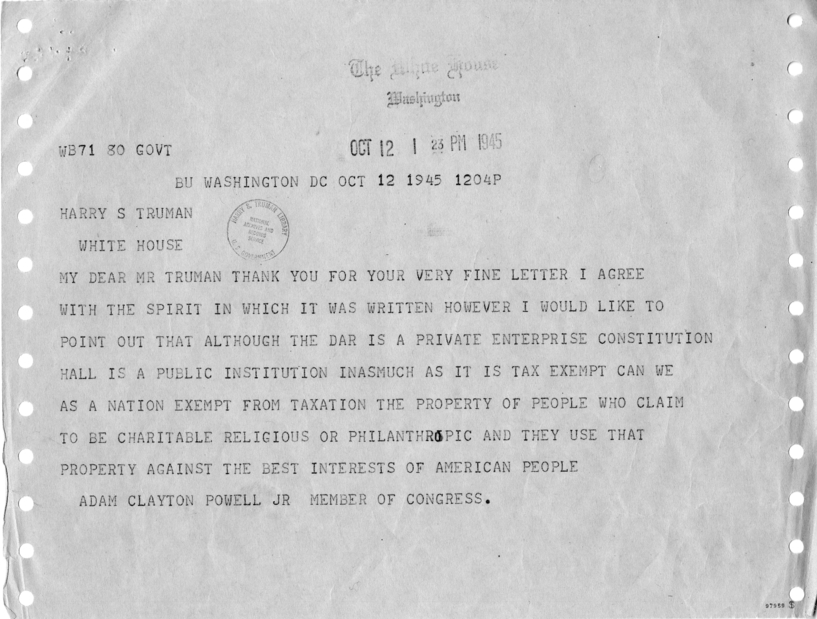 The White House
Washington
WB71 80 GOVT
OCT 12 1 23 PM 1945
BU WASHINGTON DC OCT 12 1945 1204P
HARRY S TRUMAN
WHITE HOUSE
HARRY S. TRUMAN LIBRARY
MY DEAR MR TRUMAN THANK YOU FOR YOUR VERY FINE LETTER I AGREE
WITH THE SPIRIT IN WHICH IT WAS WRITTEN HOWEVER I WOULD LIKE TO
POINT OUT THAT ALTHOUGH THE DAR IS A PRIVATE ENTERPRISE CONSTITUTION
HALL IS A PUBLIC INSTITUTION INASMUCH AS IT IS TAX EXEMPT CAN WE
AS A NATION EXEMPT FROM TAXATION THE PROPERTY OF PEOPLE WHO CLAIM
TO BE CHARITABLE RELIGIOUS OR PHILANTHROPIC AND THEY USE THAT
PROPERTY AGAINST THE BEST INTERESTS OF AMERICAN PEOPLE
ADAM CLAYTON POWELL JR MEMBER OF CONGRESS.